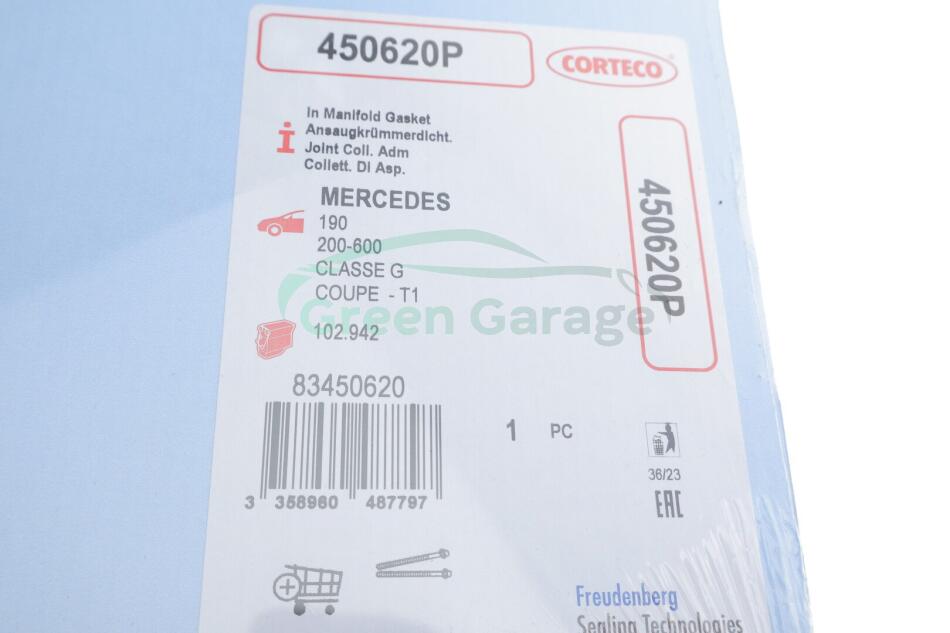 450620P
CORTECO
In Manifold Gasket
Ansaugkrümmerdicht.
Joint Coll. Adm
Collett. DI Asp.
MERCEDES
190
200-600
CLASSE G
COUPE - T1
102.942
450620P
Green Garage
83450620
3 358960 487797
1 PC
36/23
EAC
Freudenberg
Sealing Technologies